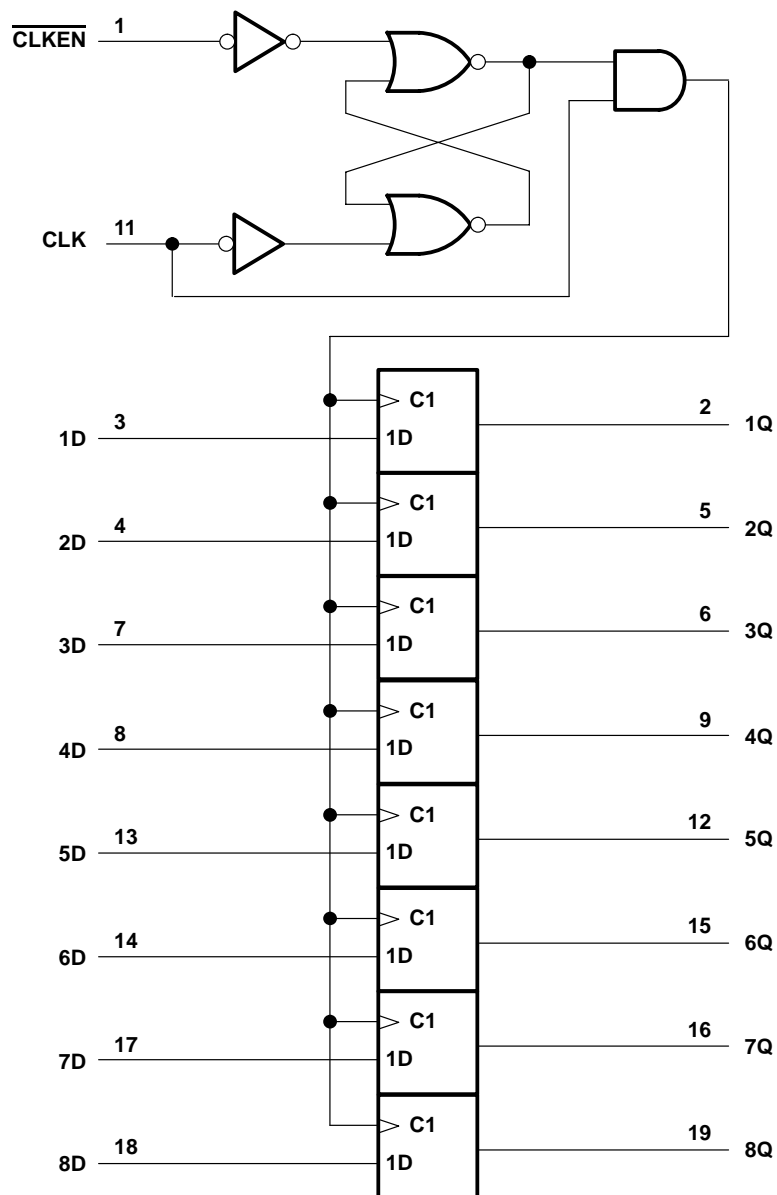 CLKEN 1
CLK 11
C1
1D 3 1D 2 1Q
C1
2D 4 1D 5 2Q
C1
3D 7 1D 6 3Q
C1
4D 8 1D 9 4Q
C1
5D 13 1D 12 5Q
C1
6D 14 1D 15 6Q
C1
7D 17 1D 16 7Q
C1
8D 18 1D 19 8Q